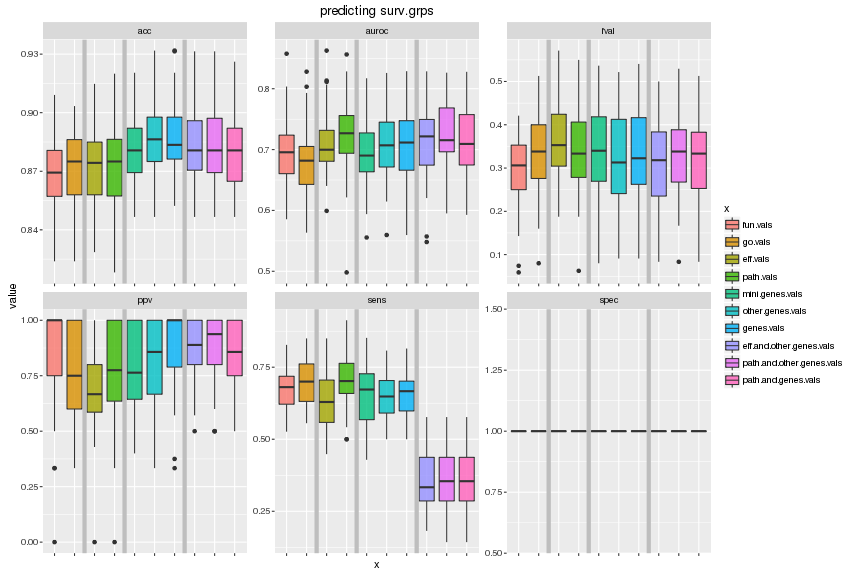 predicting surv.grps
acc
auroc
fval
0.93
0.90
0.87
0.84
0.8
0.7
0.6
0.5
0.5
0.4
0.3
0.2
0.1
value
ppv
sens
spec
1.00
0.75
0.50
0.25
0.00
0.75
0.50
0.25
1.50
1.25
1.00
0.75
0.50
x
x
fun.vals
go.vals
eff.vals
path.vals
mini.genes.vals
other.genes.vals
genes.vals
eff.and.other.genes.vals
path.and.other.genes.vals
path.and.genes.vals